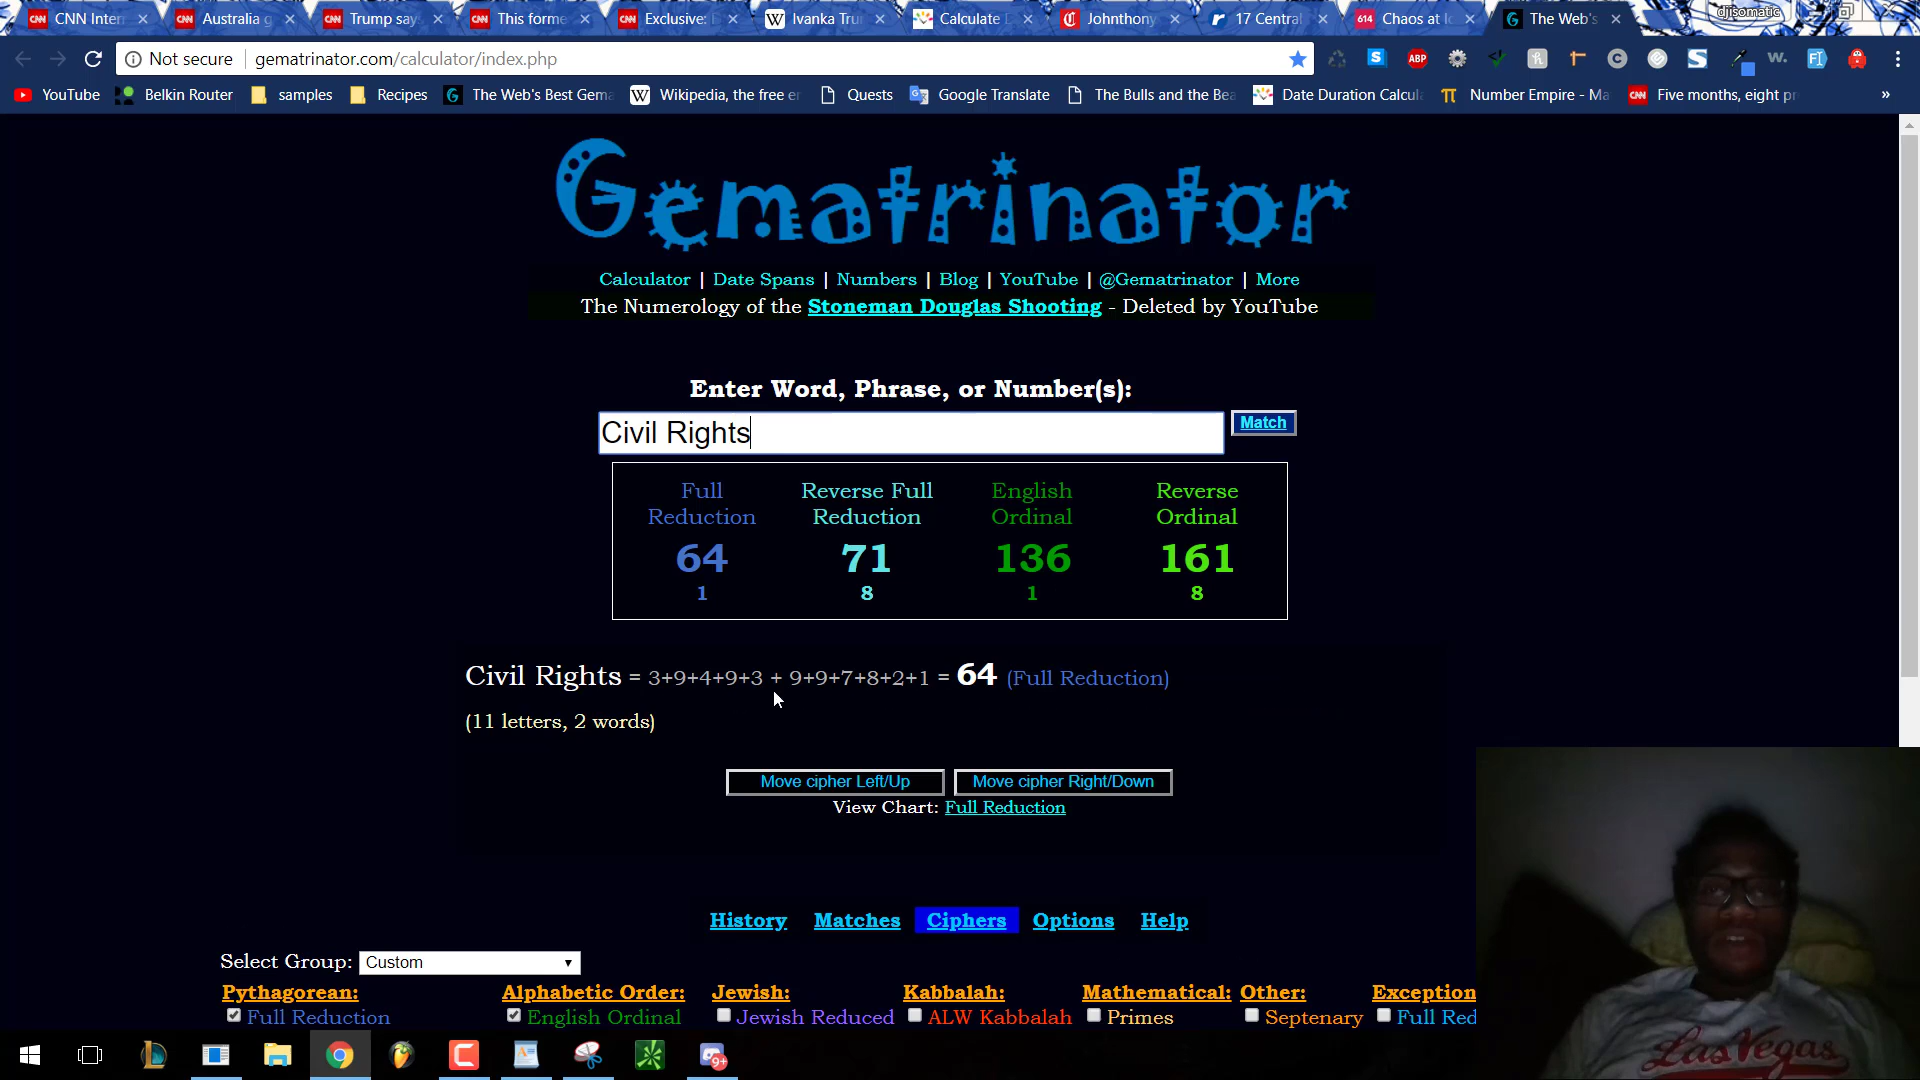 CNN Inter
Australia g
Trump say
This forme
Exclusive:
Ivanka Tru
Calculate
Johnthony
17 Central
614 Chaos at
The Web's
djisomatic
Not secure
gematrinator.com/calculator/index.php
YouTube
Belkin Router
samples
Recipes
The Web's Best Gema
Wikipedia, the free e
Quests
Google Translate
The Bulls and the Bea
Date Duration Calcul
Number Empire - Ma
Five months, eight pr
»
Gematrinator
Calculator | Date Spans | Numbers | Blog | YouTube | @Gematrinator | More
The Numerology of the Stoneman Douglas Shooting - Deleted by YouTube
Enter Word, Phrase, or Number(s):
Civil Rights
Match
Full Reduction
Reverse Full Reduction
English Ordinal
Reverse Ordinal
64 71 136 161
1 8 1 8
Civil Rights = 3+9+4+9+3 + 9+9+7+8+2+1 = 64 (Full Reduction)
(11 letters, 2 words)
Move cipher Left/Up
Move cipher Right/Down
View Chart: Full Reduction
History Matches Ciphers Options Help
Select Group: Custom
Pythagorean: Alphabetic Order: Jewish: Kabbalah: Mathematical: Other: Exception
Full Reduction English Ordinal Jewish Reduced ALW Kabbalah Primes Septenary Full Red
Las Vegas